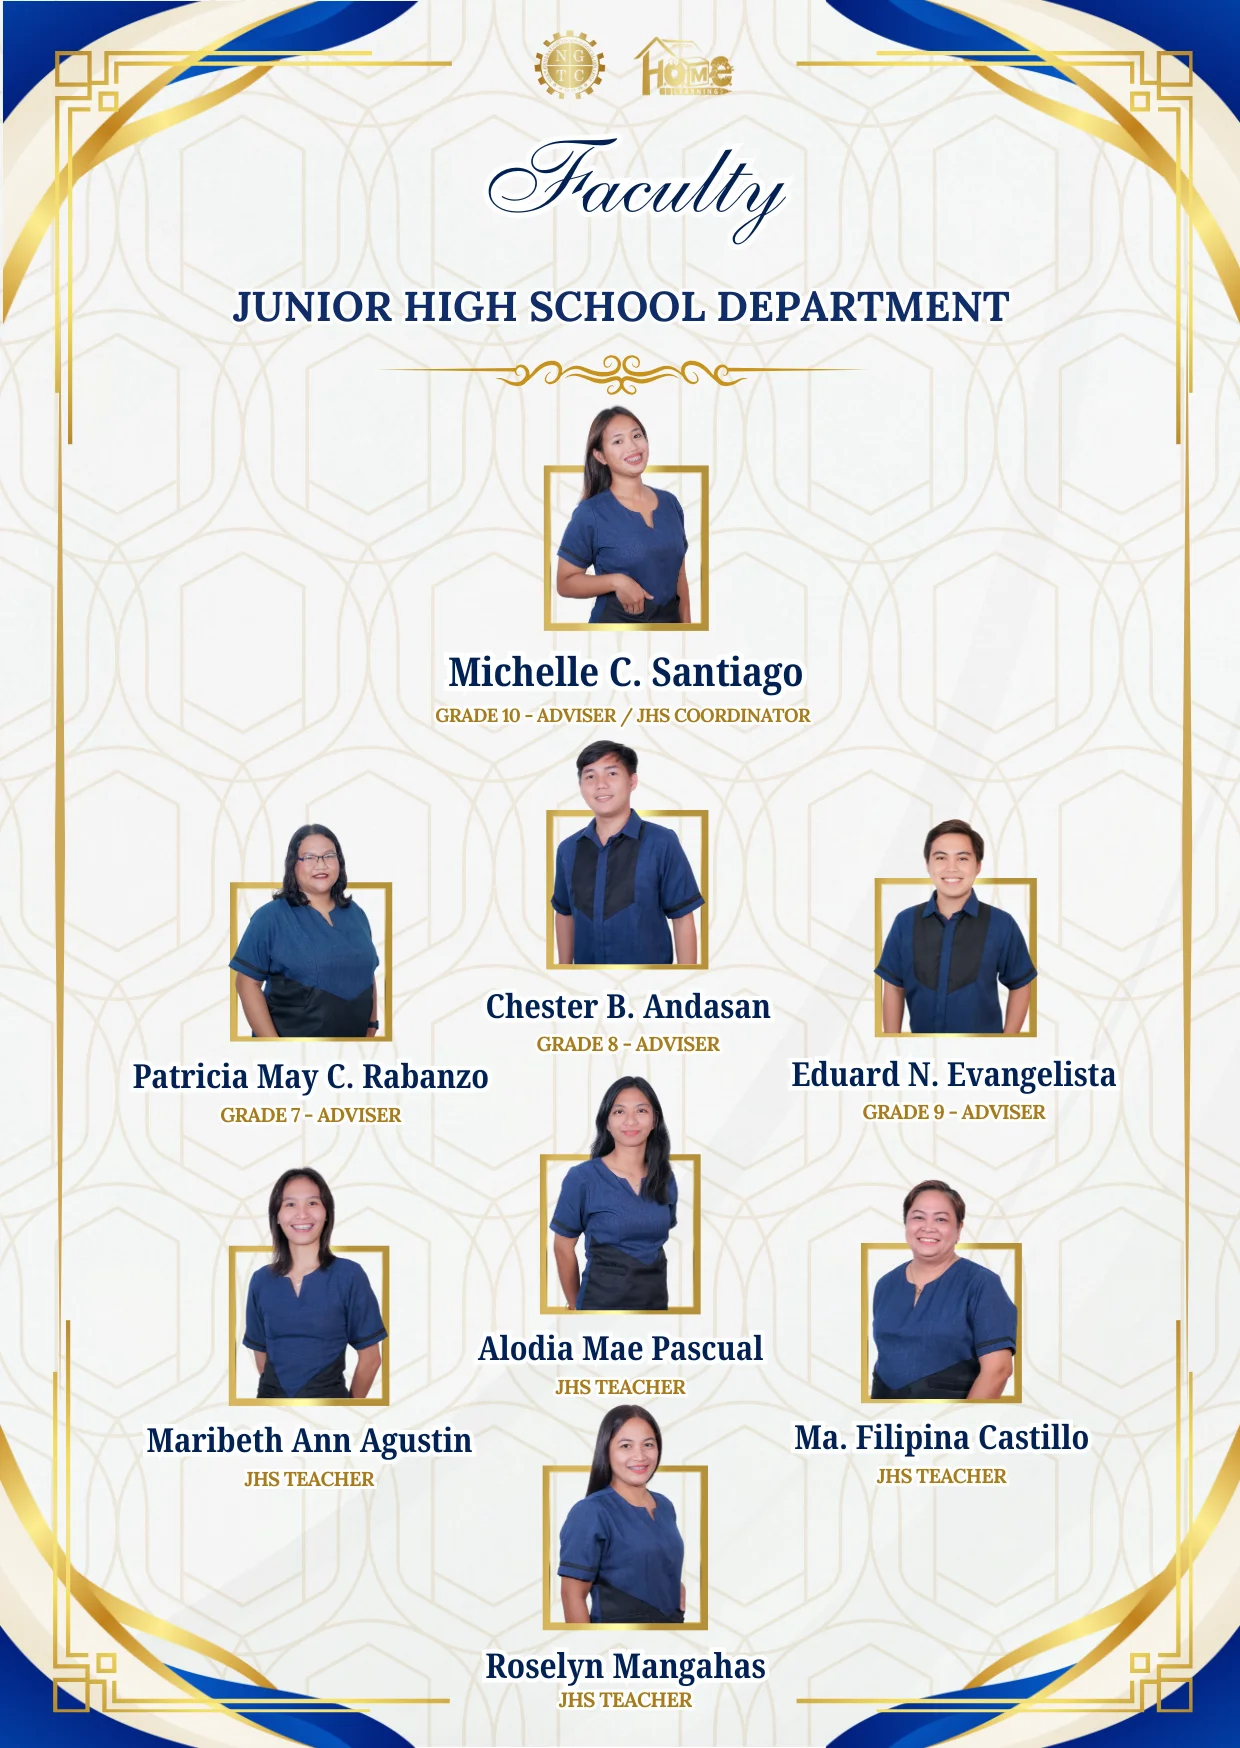 N G
T C
HOME
LEARNING
Faculty
JUNIOR HIGH SCHOOL DEPARTMENT
Michelle C. Santiago
GRADE 10 - ADVISER / JHS COORDINATOR
Patricia May C. Rabanzo
GRADE 7 - ADVISER
Chester B. Andasan
GRADE 8 - ADVISER
Eduard N. Evangelista
GRADE 9 - ADVISER
Maribeth Ann Agustin
JHS TEACHER
Alodia Mae Pascual
JHS TEACHER
Ma. Filipina Castillo
JHS TEACHER
Roselyn Mangahas
JHS TEACHER